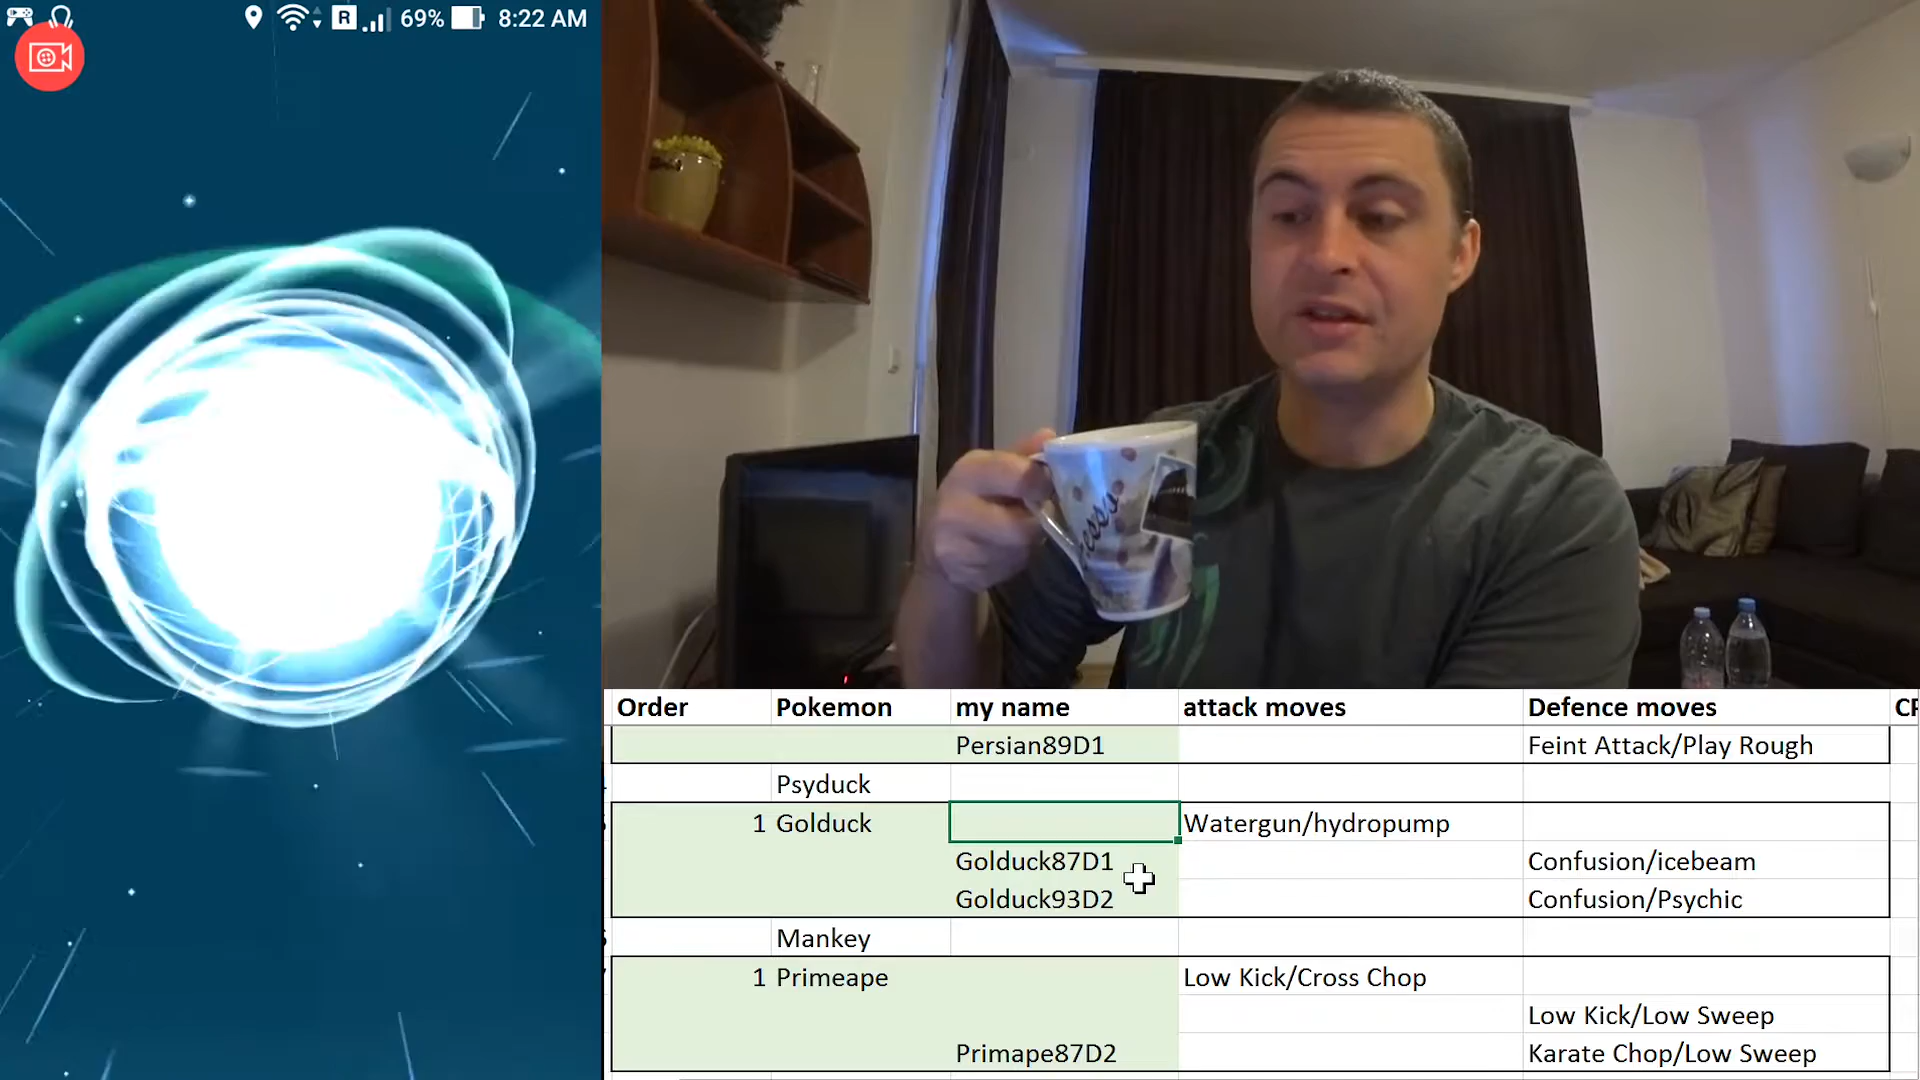 R 69% 8:22 AM
esso
Order Pokemon my name attack moves Defence moves
Persian89D1 Feint Attack/Play Rough
Psyduck
1 Golduck Watergun/hydropump
Golduck87D1 Confusion/icebeam
Golduck93D2 Confusion/Psychic
Mankey
1 Primeape Low Kick/Cross Chop
Low Kick/Low Sweep
Primape87D2 Karate Chop/Low Sweep